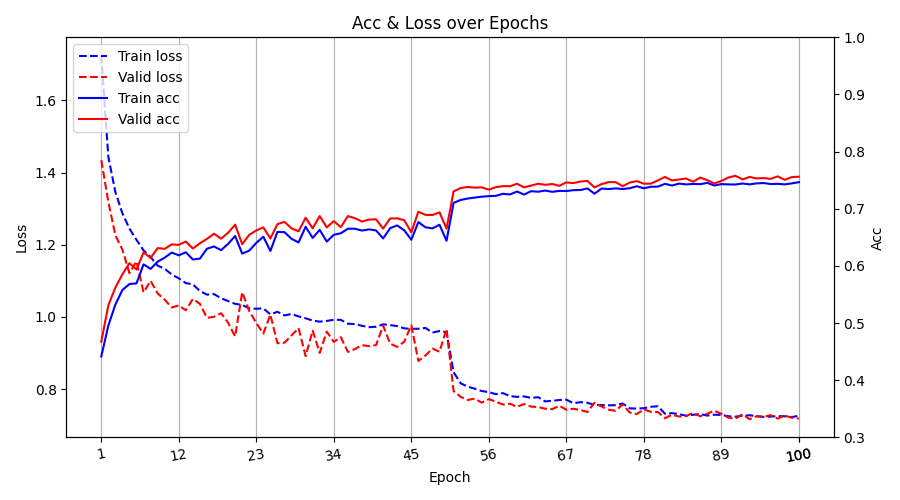 Acc & Loss over Epochs
Train loss
Valid loss
Train acc
Valid acc
Loss
1.6
1.4
1.2
1.0
0.8
1.0
0.9
0.8
0.7
0.6
0.5
0.4
0.3
Acc
1 12 23 34 45 56 67 78 89 100
Epoch